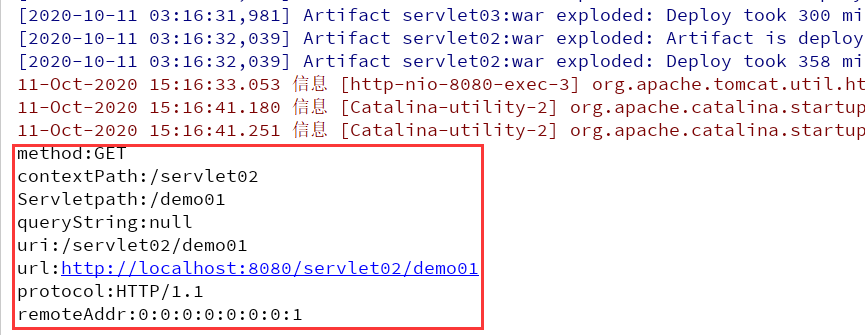 [2020-10-11 03:16:31,981] Artifact servlet03:war exploded: Deploy took 300 mi
[2020-10-11 03:16:32,039] Artifact servlet02:war exploded: Artifact is deploy
[2020-10-11 03:16:32,039] Artifact servlet02:war exploded: Deploy took 358 mi
11-Oct-2020 15:16:33.053 信息 [http-nio-8080-exec-3] org.apache.tomcat.util.ht
11-Oct-2020 15:16:41.180 信息 [Catalina-utility-2] org.apache.catalina.startup
11-Oct-2020 15:16:41.251 信息 [Catalina-utility-2] org.apache.catalina.startup
method:GET
contextPath:/servlet02
Servletpath:/demo01
queryString:null
uri:/servlet02/demo01
url:http://localhost:8080/servlet02/demo01
protocol:HTTP/1.1
remoteAddr:0:0:0:0:0:0:0:1